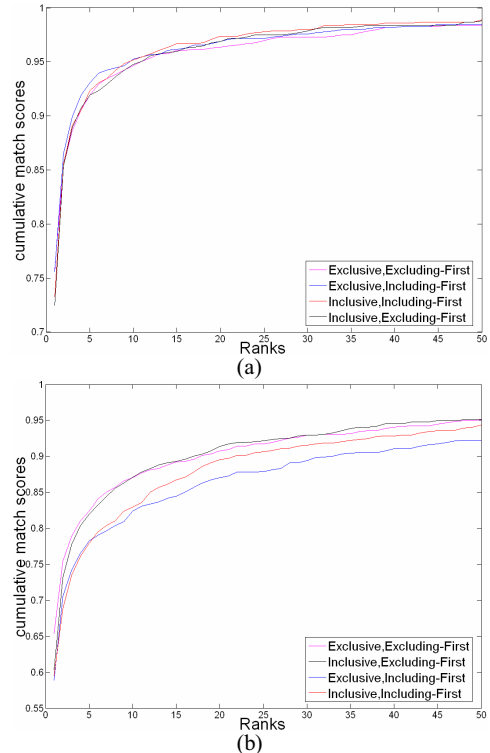 1
0.95
0.9
0.85
0.8
0.75
0.7
cumulative match scores
Exclusive,Excluding-First
Exclusive,Including-First
Inclusive,Including-First
Inclusive,Excluding-First
5 10 15 20 25 30 35 40 45 50
Ranks
(a)
1
0.95
0.9
0.85
0.8
0.75
0.7
0.65
0.6
0.55
cumulative match scores
Exclusive,Excluding-First
Inclusive,Excluding-First
Exclusive,Including-First
Inclusive,Including-First
0 5 10 15 20 25 30 35 40 45 50
Ranks
(b)